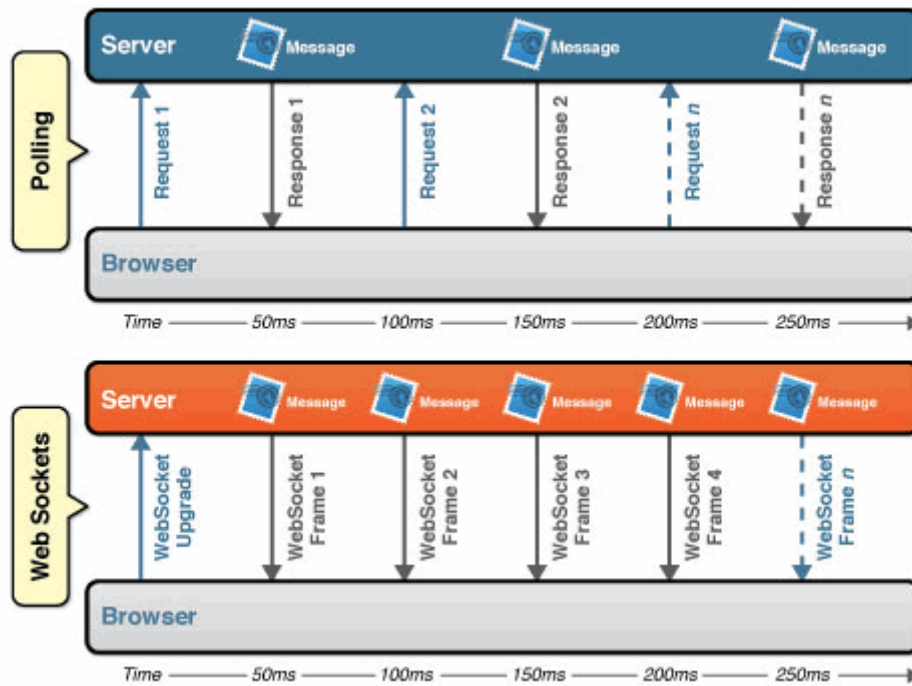 Polling
Server
Message
Message
Message
Request 1
Response 1
Request 2
Response 2
Request n
Response n
Browser
Time
50ms
100ms
150ms
200ms
250ms
Web Sockets
Server
Message
Message
Message
Message
Message
WebSocket
Upgrade
WebSocket
Frame 1
WebSocket
Frame 2
WebSocket
Frame 3
WebSocket
Frame 4
WebSocket
Frame n
Browser
Time
50ms
100ms
150ms
200ms
250ms